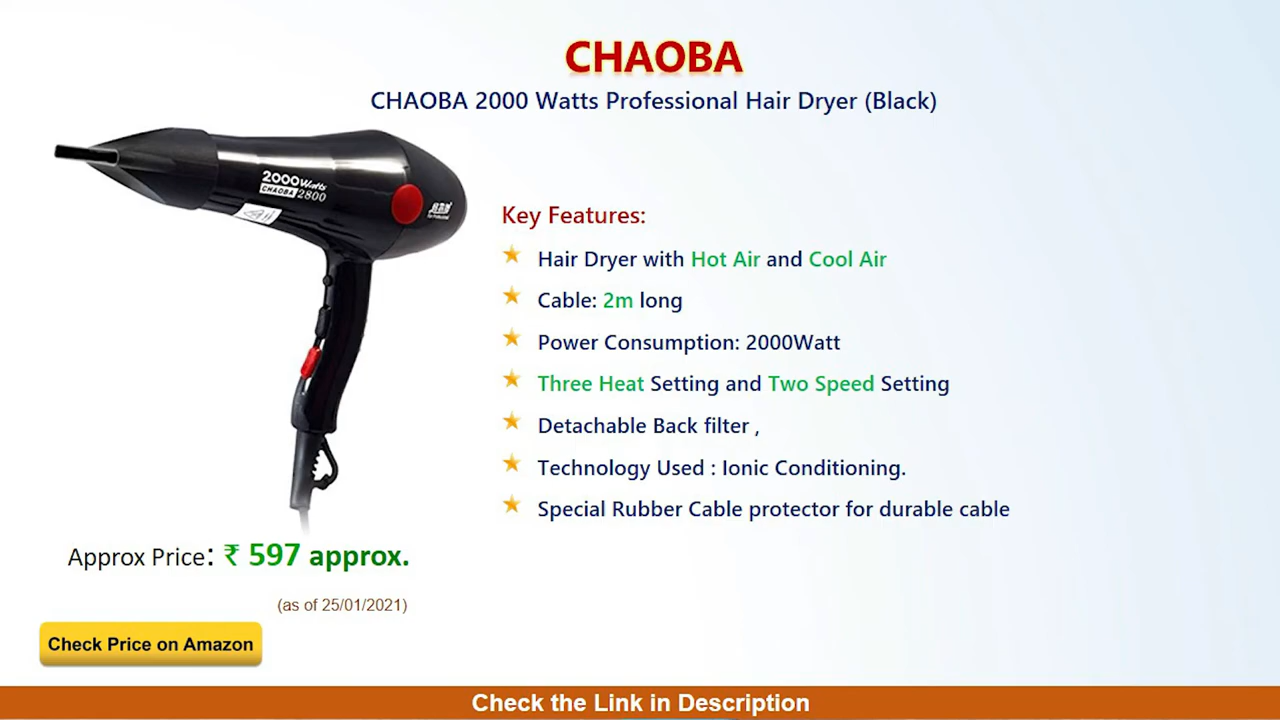 CHAOBA
CHAOBA 2000 Watts Professional Hair Dryer (Black)
2000Watts
CHAOBA 2800
Key Features:
Hair Dryer with Hot Air and Cool Air
Cable: 2m long
Power Consumption: 2000Watt
Three Heat Setting and Two Speed Setting
Detachable Back filter ,
Technology Used : Ionic Conditioning.
Special Rubber Cable protector for durable cable
Approx Price: ₹ 597 approx.
(as of 25/01/2021)
Check Price on Amazon
Check the Link in Description